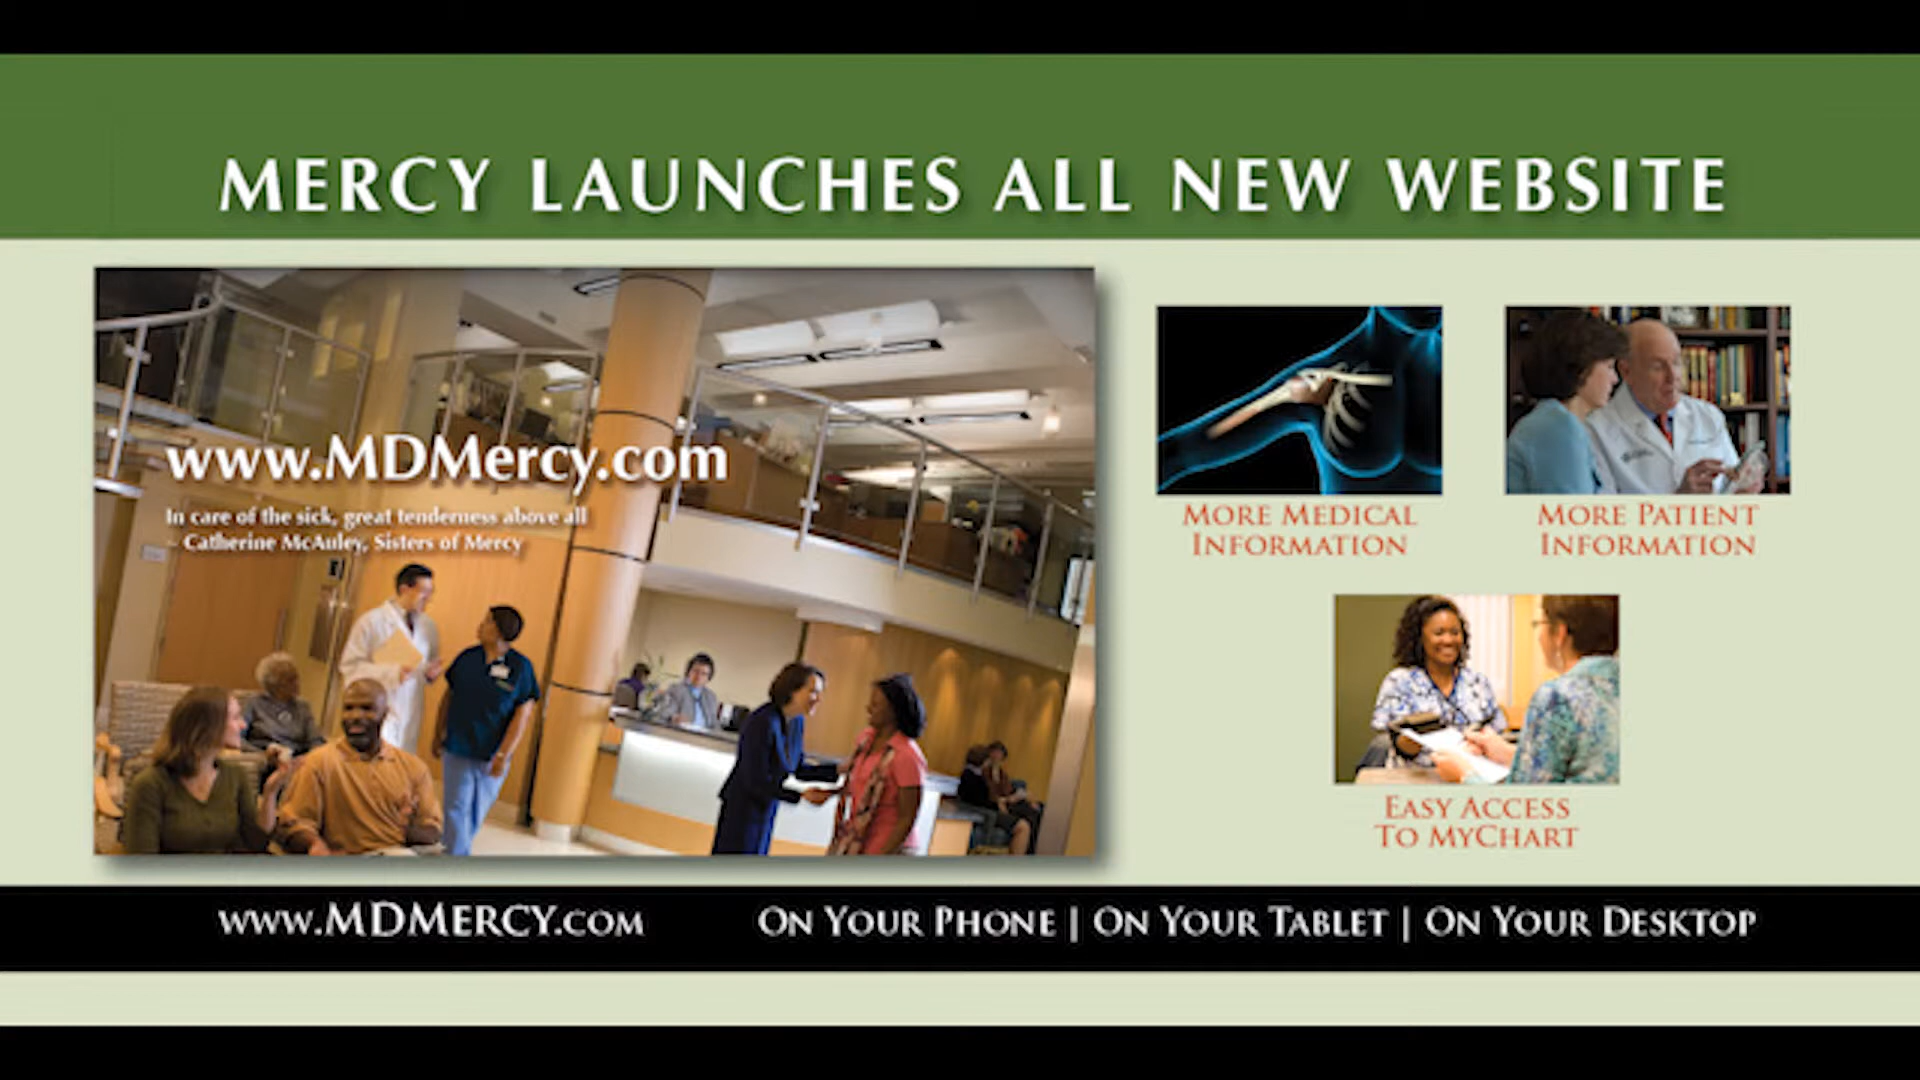 MERCY LAUNCHES ALL NEW WEBSITE
www.MDMercy.com
In care of the sick, great tenderness above all
~ Catherine McAuley, Sisters of Mercy
MORE MEDICAL
INFORMATION
MORE PATIENT
INFORMATION
EASY ACCESS
TO MYCHART
WWW.MDMERCY.COM
ON YOUR PHONE | ON YOUR TABLET | ON YOUR DESKTOP